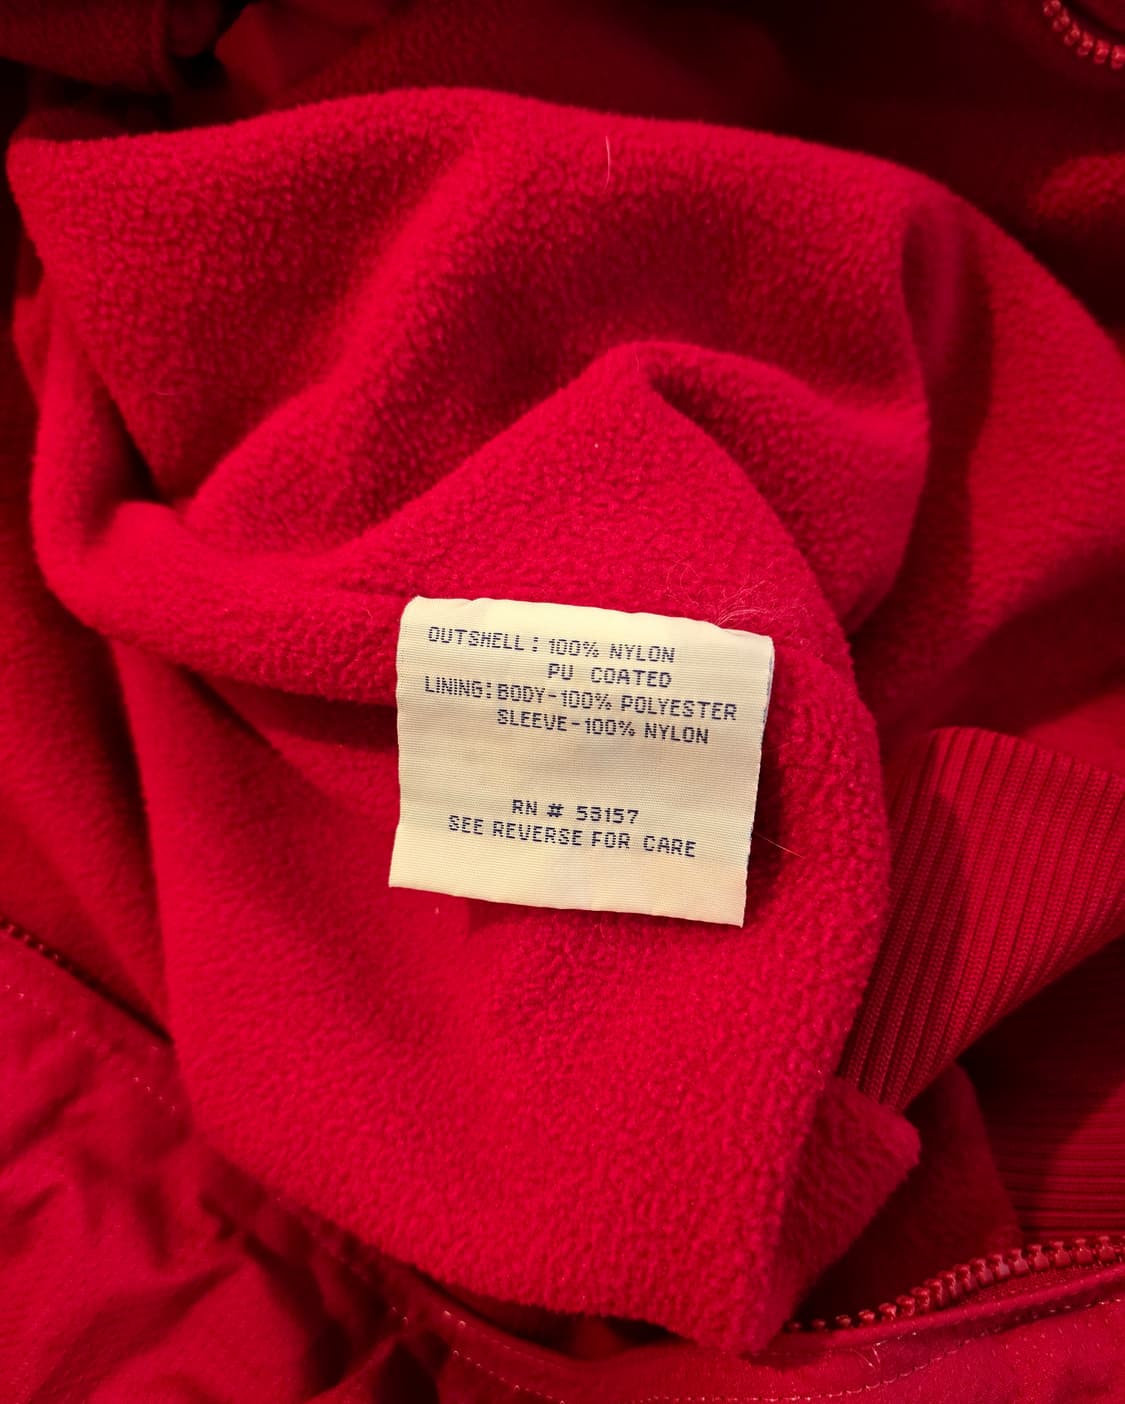 OUTSHELL: 100% NYLON
PU COATED
LINING: BODY-100% POLYESTER
SLEEVE-100% NYLON
RN # 53157
SEE REVERSE FOR CARE